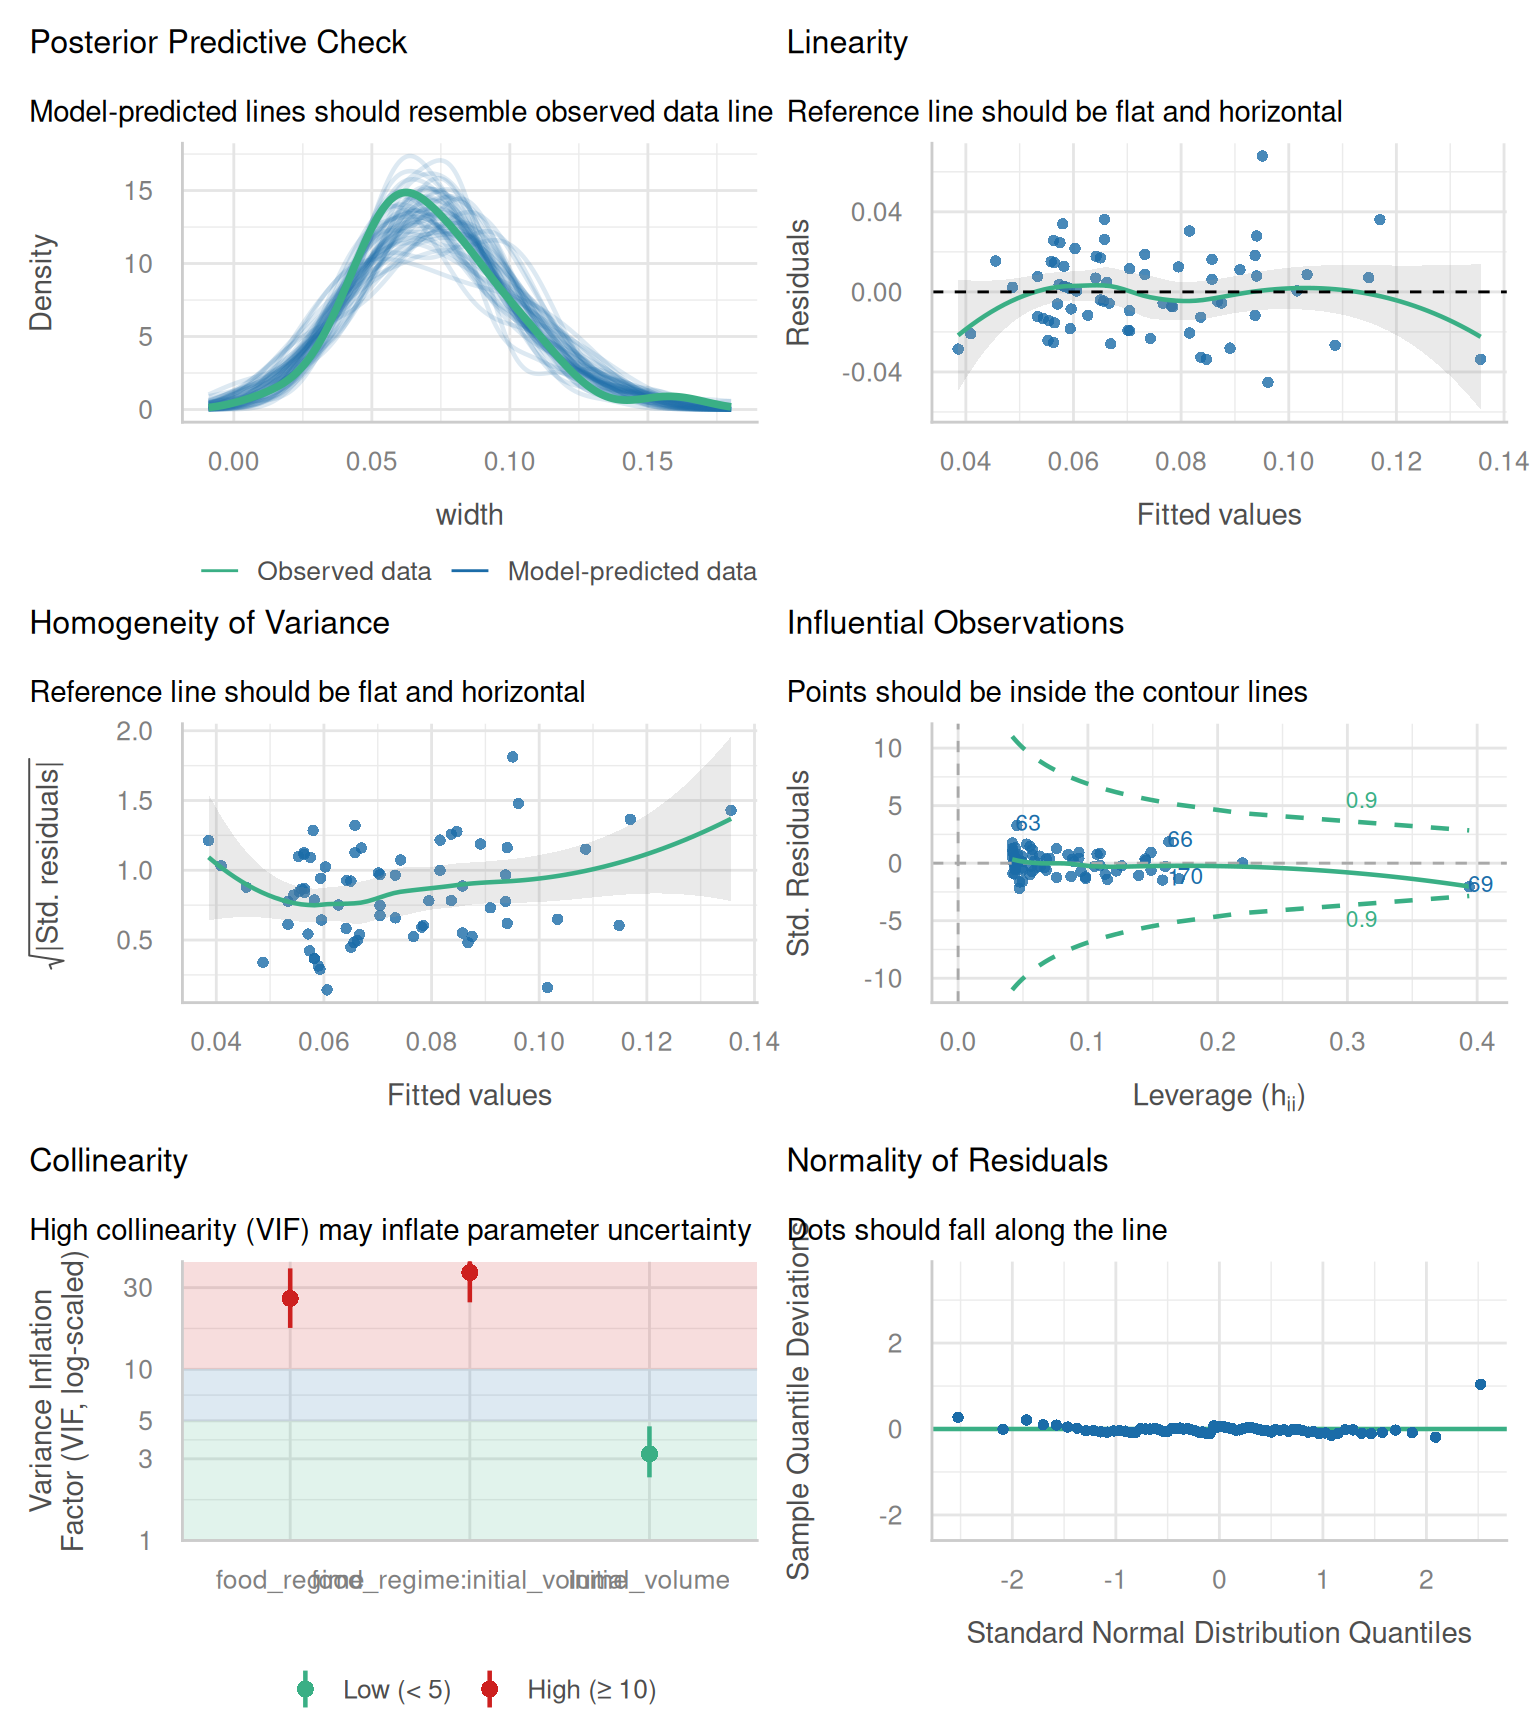 Posterior Predictive Check
Model-predicted lines should resemble observed data line
Density
15
10
5
0
0.00 0.05 0.10 0.15
width
Observed data Model-predicted data
Linearity
Reference line should be flat and horizontal
Residuals
0.04
0.00
-0.04
0.04 0.06 0.08 0.10 0.12 0.14
Fitted values
Homogeneity of Variance
Reference line should be flat and horizontal
√|Std. residuals|
2.0
1.5
1.0
0.5
0.04 0.06 0.08 0.10 0.12 0.14
Fitted values
Influential Observations
Points should be inside the contour lines
Std. Residuals
10
5
0
-5
-10
0.9
63
66
170
69
0.9
0.0 0.1 0.2 0.3 0.4
Leverage (hii)
Collinearity
High collinearity (VIF) may inflate parameter uncertainty
Variance Inflation
Factor (VIF, log-scaled)
30
10
5
3
1
food_regime food_regime:initial_volume initial_volume
Low (< 5) High (≥ 10)
Normality of Residuals
Dots should fall along the line
Sample Quantile Deviations
2
0
-2
-2 -1 0 1 2
Standard Normal Distribution Quantiles